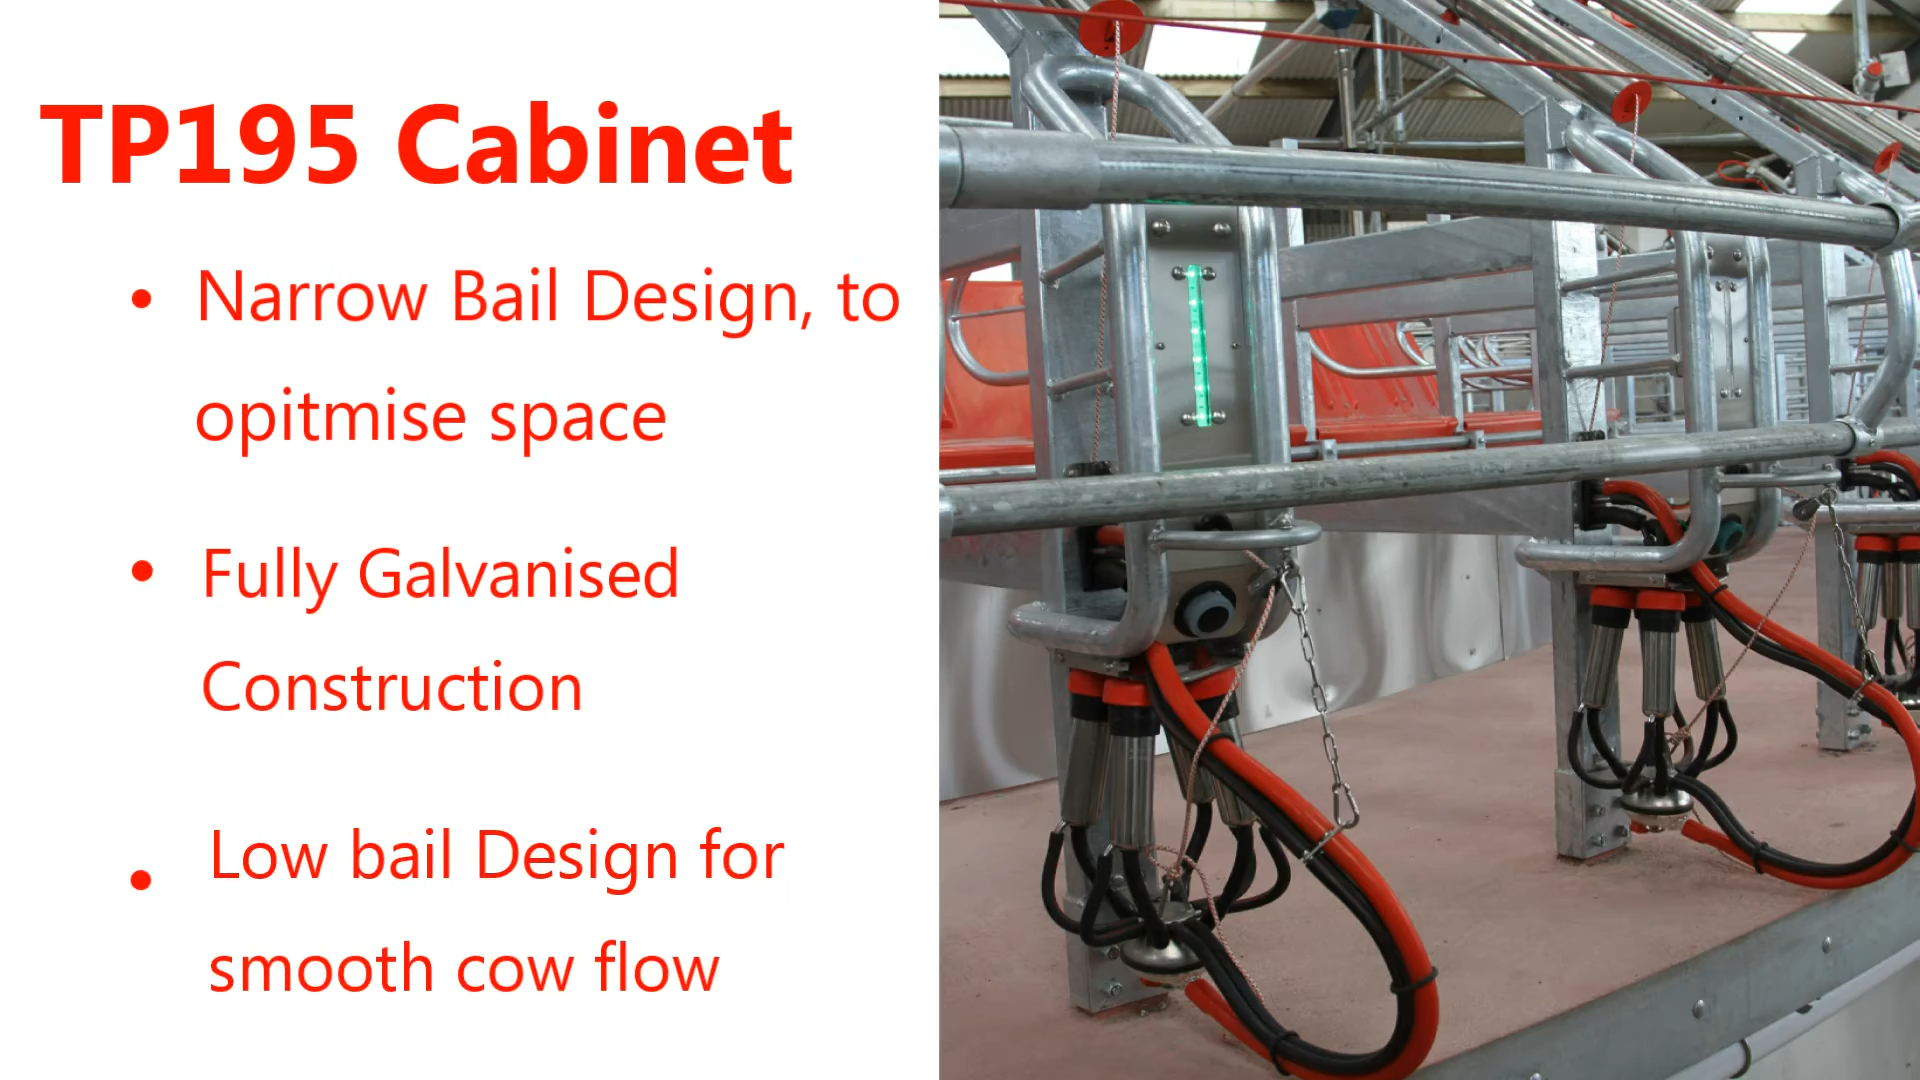 TP195 Cabinet
• Narrow Bail Design, to
opitmise space
• Fully Galvanised
Construction
• Low bail Design for
smooth cow flow